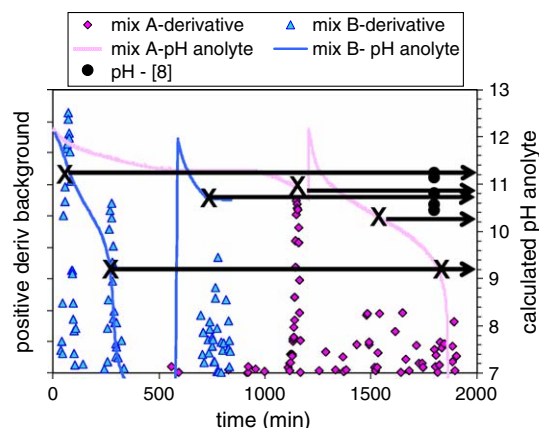 mix A-derivative
mix B-derivative
mix A-pH anolyte
mix B- pH anolyte
pH - [8]
positive deriv background
calculated pH anolyte
13
12
11
10
9
8
7
0
500
1000
1500
2000
time (min)
X
X
X
X
X
X
X